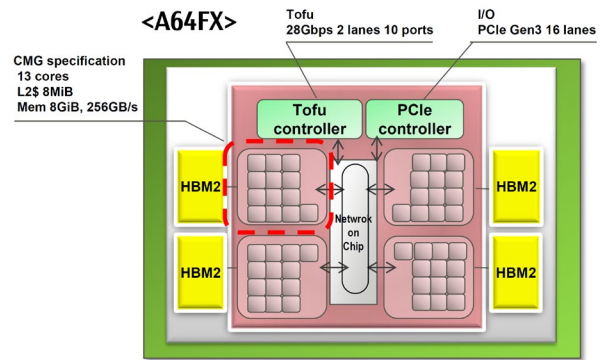 <A64FX>
Tofu
28Gbps 2 lanes 10 ports
I/O
PCIe Gen3 16 lanes
CMG specification
13 cores
L2$ 8MiB
Mem 8GiB, 256GB/s
Tofu
controller
PCIe
controller
HBM2
HBM2
Netwrok
on
Chip
HBM2
HBM2